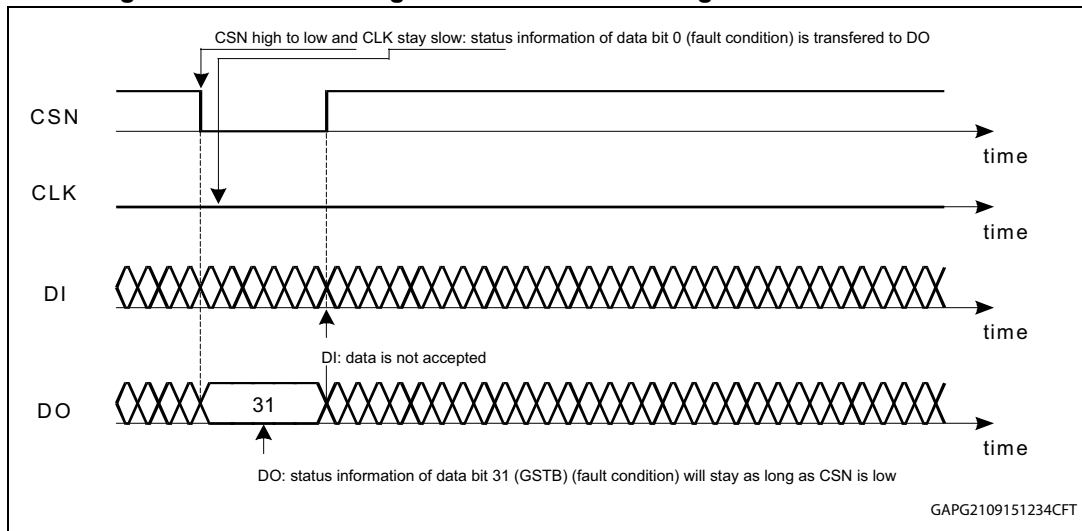 CSN high to low and CLK stay slow: status information of data bit 0 (fault condition) is transfered to DO
CSN
time
CLK
time
DI
time
DI: data is not accepted
DO
31
time
DO: status information of data bit 31 (GSTB) (fault condition) will stay as long as CSN is low
GAPG2109151234CFT